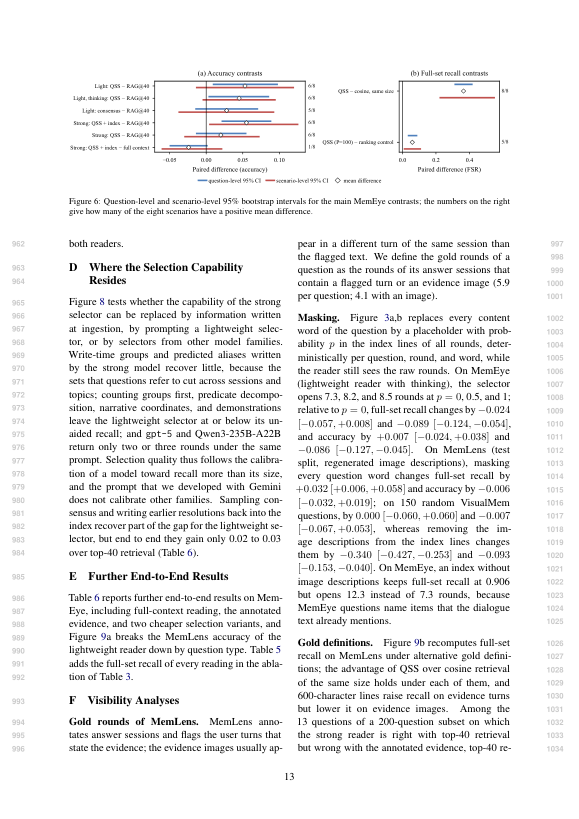 (a) Accuracy contrasts
Light: QSS − RAG@40
Light, thinking: QSS − RAG@40
Light: consensus − RAG@40
Strong: QSS + index − RAG@40
Strong: QSS − RAG@40
Strong: QSS + index − full context
6/8
6/8
5/8
6/8
6/8
1/8
−0.05 0.00 0.05 0.10
Paired difference (accuracy)
(b) Full-set recall contrasts
QSS − cosine, same size
QSS (P=100) − ranking control
8/8
5/8
0.0 0.2 0.4
Paired difference (FSR)
question-level 95% CI scenario-level 95% CI mean difference
Figure 6: Question-level and scenario-level 95% bootstrap intervals for the main MemEye contrasts; the numbers on the right
give how many of the eight scenarios have a positive mean difference.
962 both readers.
963 D Where the Selection Capability
964 Resides
965 Figure 8 tests whether the capability of the strong
966 selector can be replaced by information written
967 at ingestion, by prompting a lightweight selec-
968 tor, or by selectors from other model families.
969 Write-time groups and predicted aliases written
970 by the strong model recover little, because the
971 sets that questions refer to cut across sessions and
972 topics; counting groups first, predicate decompo-
973 sition, narrative coordinates, and demonstrations
974 leave the lightweight selector at or below its un-
975 aided recall; and gpt-5 and Qwen3-235B-A22B
976 return only two or three rounds under the same
977 prompt. Selection quality thus follows the calibra-
978 tion of a model toward recall more than its size,
979 and the prompt that we developed with Gemini
980 does not calibrate other families. Sampling con-
981 sensus and writing earlier resolutions back into the
982 index recover part of the gap for the lightweight se-
983 lector, but end to end they gain only 0.02 to 0.03
984 over top-40 retrieval (Table 6).
985 E Further End-to-End Results
986 Table 6 reports further end-to-end results on Mem-
987 Eye, including full-context reading, the annotated
988 evidence, and two cheaper selection variants, and
989 Figure 9a breaks the MemLens accuracy of the
990 lightweight reader down by question type. Table 5
991 adds the full-set recall of every reading in the abla-
992 tion of Table 3.
993 F Visibility Analyses
994 Gold rounds of MemLens. MemLens anno-
995 tates answer sessions and flags the user turns that
996 state the evidence; the evidence images usually ap-
pear in a different turn of the same session than 997
the flagged text. We define the gold rounds of a 998
question as the rounds of its answer sessions that 999
contain a flagged turn or an evidence image (5.9 1000
per question; 4.1 with an image). 1001
Masking. Figure 3a,b replaces every content 1002
word of the question by a placeholder with prob- 1003
ability p in the index lines of all rounds, deter- 1004
ministically per question, round, and word, while 1005
the reader still sees the raw rounds. On MemEye 1006
(lightweight reader with thinking), the selector 1007
opens 7.3, 8.2, and 8.5 rounds at p = 0, 0.5, and 1; 1008
relative to p = 0, full-set recall changes by −0.024 1009
[−0.057, +0.008] and −0.089 [−0.124, −0.054], 1010
and accuracy by +0.007 [−0.024, +0.038] and 1011
−0.086 [−0.127, −0.045]. On MemLens (test 1012
split, regenerated image descriptions), masking 1013
every question word changes full-set recall by 1014
+0.032 [+0.006, +0.058] and accuracy by −0.006 1015
[−0.032, +0.019]; on 150 random VisualMem 1016
questions, by 0.000 [−0.060, +0.060] and −0.007 1017
[−0.067, +0.053], whereas removing the im- 1018
age descriptions from the index lines changes 1019
them by −0.340 [−0.427, −0.253] and −0.093 1020
[−0.153, −0.040]. On MemEye, an index without 1021
image descriptions keeps full-set recall at 0.906 1022
but opens 12.3 instead of 7.3 rounds, because 1023
MemEye questions name items that the dialogue 1024
text already mentions. 1025
Gold definitions. Figure 9b recomputes full-set 1026
recall on MemLens under alternative gold defini- 1027
tions; the advantage of QSS over cosine retrieval 1028
of the same size holds under each of them, and 1029
600-character lines raise recall on evidence turns 1030
but lower it on evidence images. Among the 1031
13 questions of a 200-question subset on which 1032
the strong reader is right with top-40 retrieval 1033
but wrong with the annotated evidence, top-40 re- 1034
13